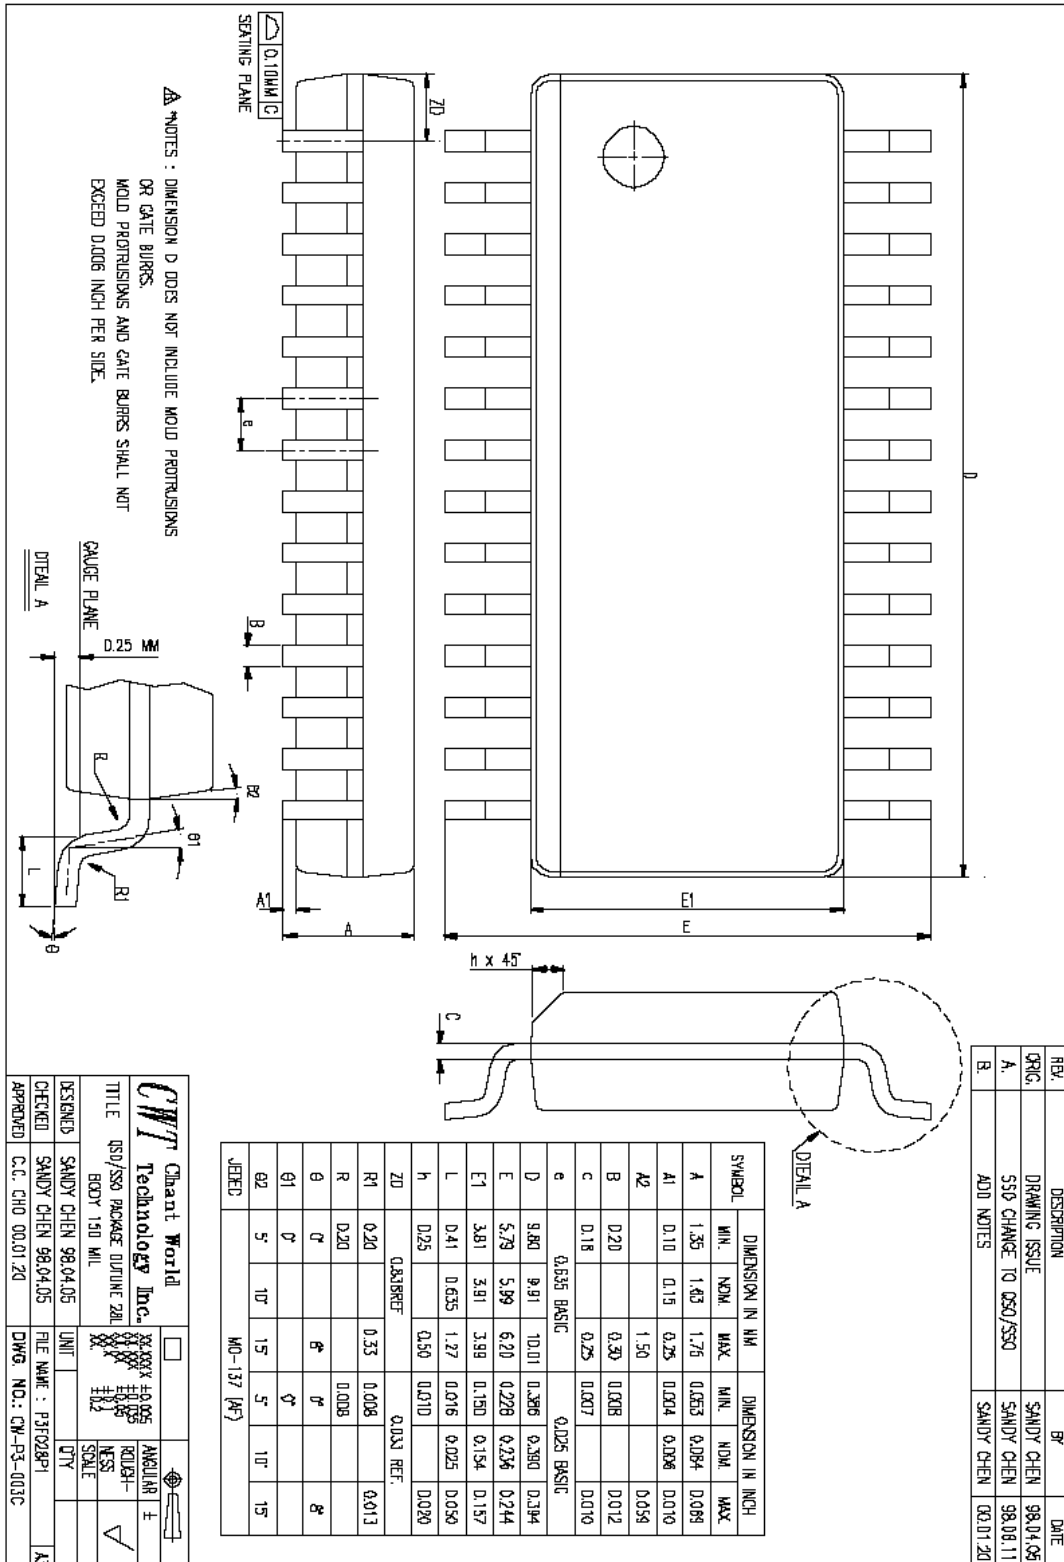 REV.	DESCRIPTION	BY	DATE
ORIG.	DRAWING ISSUE	SANDY CHEN	98.04.05
A.	SSO CHANGE TO QSO/SSO	SANDY CHEN	98.08.11
B.	ADD NOTES	SANDY CHEN	00.01.20
D
ZD
0.10MM C
SEATING PLANE
e
B
A1
A
E1
E
h x 45°
C
DTEAIL A
*NOTES : DIMENSION D DOES NOT INCLUDE MOLD PROTRUSIONS
OR GATE BURRS.
MOLD PROTRUSIONS AND GATE BURRS SHALL NOT
EXCEED 0.006 INCH PER SIDE.
GAUGE PLANE
0.25 MM
R
θ2
θ1
R1
L
θ
DTEAIL A
SYMBOL	DIMENSION IN MM	DIMENSION IN INCH
MIN.	NOM.	MAX.	MIN.	NOM.	MAX.
A	1.35	1.63	1.75	0.053	0.064	0.069
A1	0.10	0.15	0.25	0.004	0.006	0.010
A2	1.50	0.059
B	0.20	0.30	0.008	0.012
c	0.18	0.25	0.007	0.010
e	0.635 BASIC	0.025 BASIC
D	9.80	9.91	10.01	0.386	0.390	0.394
E	5.79	5.99	6.20	0.228	0.236	0.244
E1	3.81	3.91	3.99	0.150	0.154	0.157
L	0.41	0.635	1.27	0.016	0.025	0.050
h	0.25	0.50	0.010	0.020
ZD	0.838REF	0.033 REF.
R1	0.20	0.33	0.008	0.013
R	0.20	0.008
θ	0°	8°	0°	8°
θ1	0°	0°
θ2	5°	10°	15°	5°	10°	15°
JEDEC	MO-137 (AF)
CWT Chant World
Technology Inc.
TITLE QSO/SSO PACKAGE OUTLINE 28L
BODY 150 MIL
XX.XXXX ±0.005
ANGULAR ±
ROUGH-
NESS
SCALE
UNIT
QTY
DESIGNED	SANDY CHEN 98.04.05
CHECKED	SANDY CHEN 98.04.05
APPROVED	C.C. CHO 00.01.20
FILE NAME : P3FO28P1
DWG. NO.: CW-P3-003C